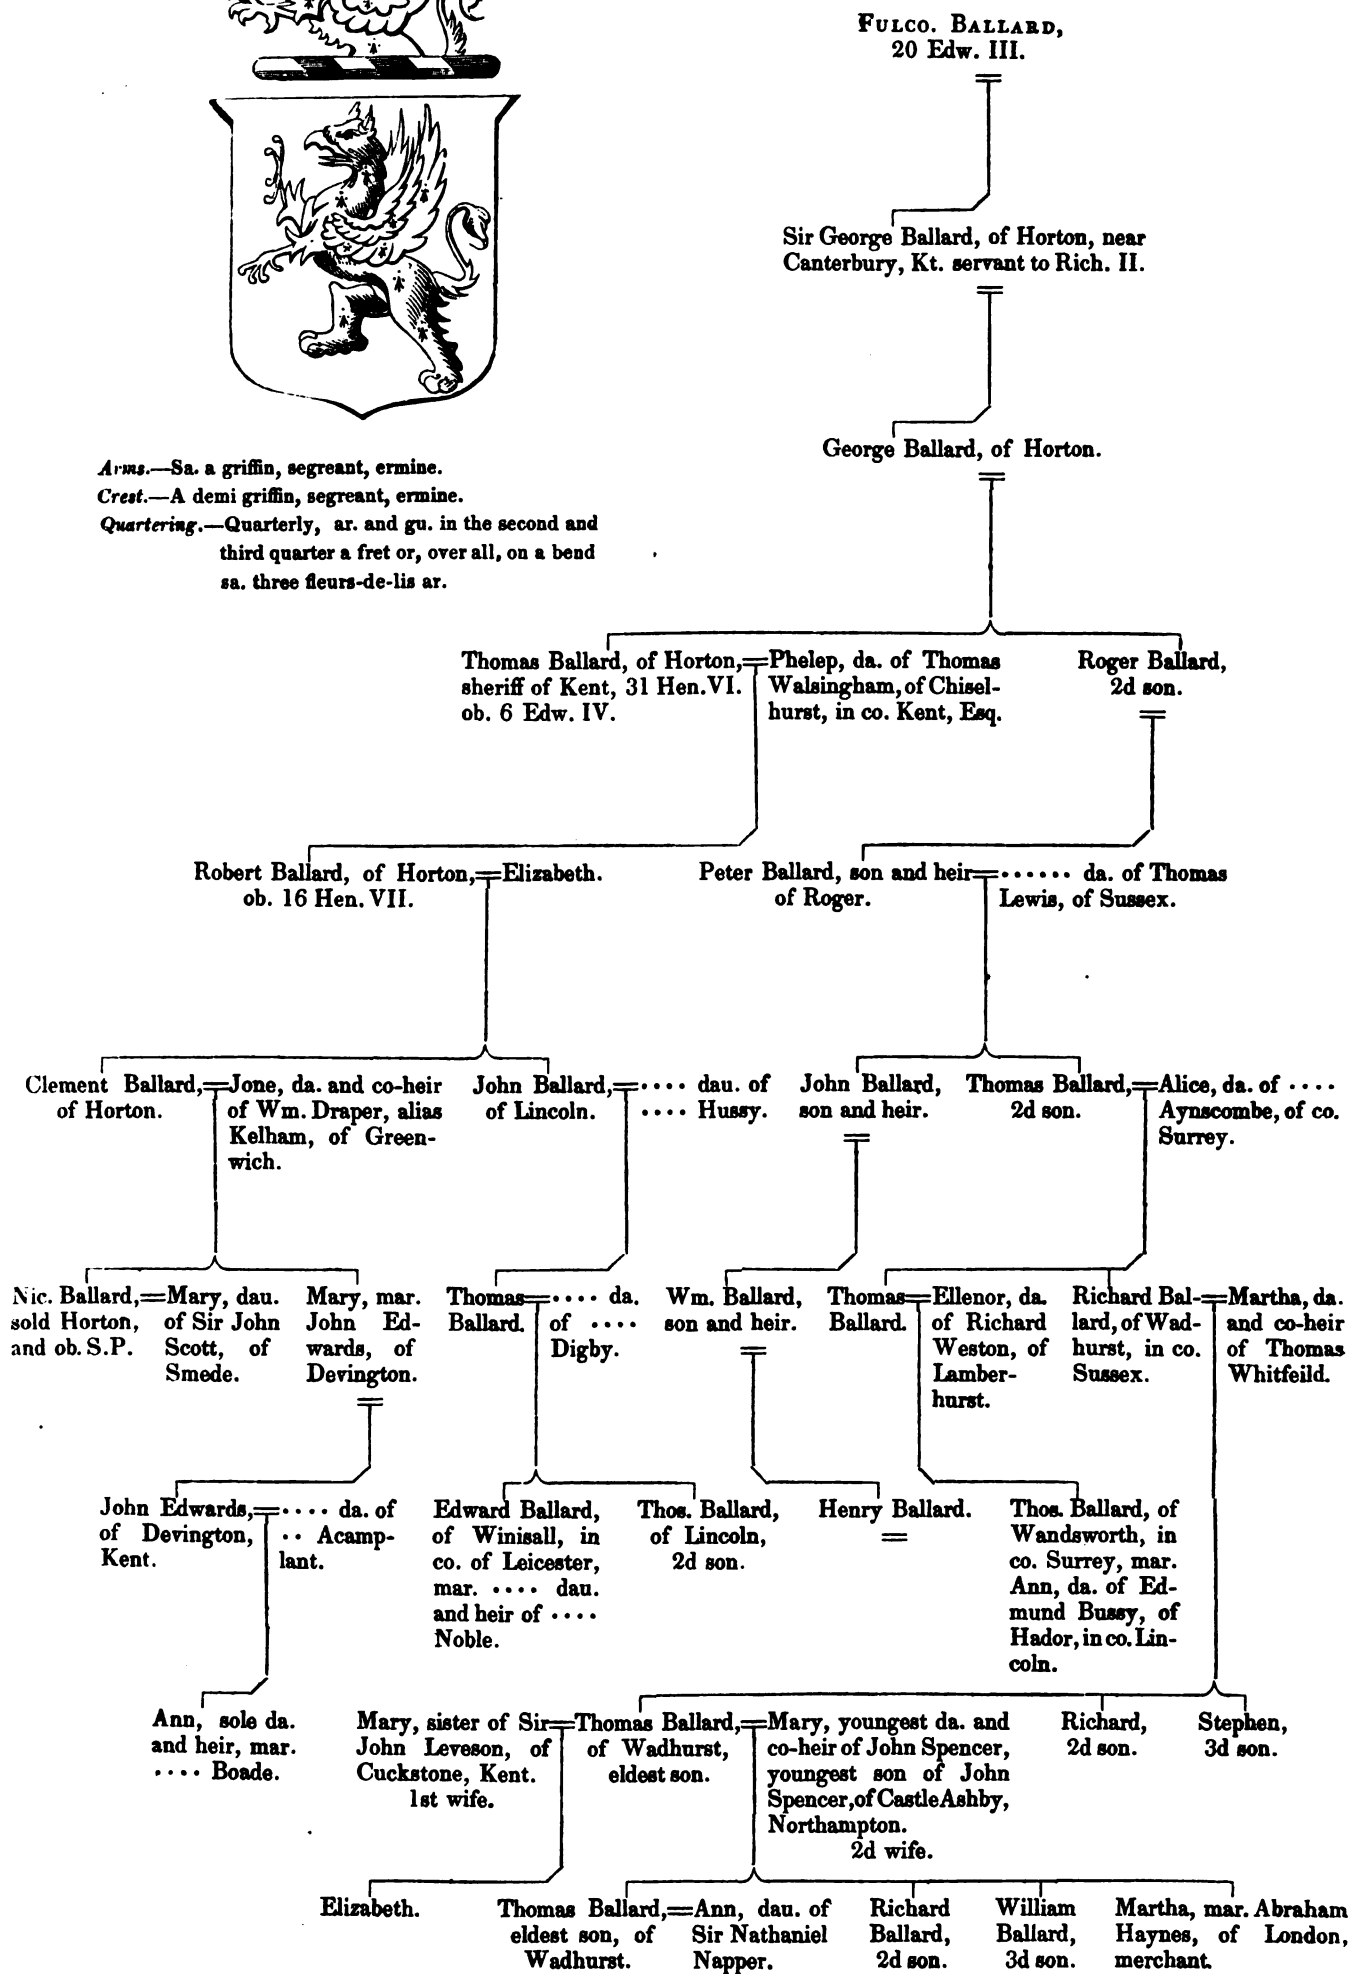 FULCO. BALLARD,
20 Edw. III.
Sir George Ballard, of Horton, near
Canterbury, Kt. servant to Rich. II.
George Ballard, of Horton.
Arms.—Sa. a griffin, segreant, ermine.
Crest.—A demi griffin, segreant, ermine.
Quartering.—Quarterly, ar. and gu. in the second and
third quarter a fret or, over all, on a bend
sa. three fleurs-de-lis ar.
Thomas Ballard, of Horton,
sheriff of Kent, 31 Hen. VI.
ob. 6 Edw. IV.
Phelep, da. of Thomas
Walsingham, of Chisel-
hurst, in co. Kent, Esq.
Roger Ballard,
2d son.
Robert Ballard, of Horton,
ob. 16 Hen. VII.
Elizabeth.
Peter Ballard, son and heir
of Roger.
...... da. of Thomas
Lewis, of Sussex.
Clement Ballard,
of Horton.
Jone, da. and co-heir
of Wm. Draper, alias
Kelham, of Green-
wich.
John Ballard,
of Lincoln.
.... dau. of
.... Hussy.
John Ballard,
son and heir.
Thomas Ballard,
2d son.
Alice, da. of ....
Aynscombe, of co.
Surrey.
Nic. Ballard,
sold Horton,
and ob. S.P.
Mary, dau.
of Sir John
Scott, of
Smede.
Mary, mar.
John Ed-
wards, of
Devington.
Thomas
Ballard.
.... da.
of ....
Digby.
Wm. Ballard,
son and heir.
Thomas
Ballard.
Ellenor, da.
of Richard
Weston, of
Lamber-
hurst.
Richard Bal-
lard, of Wad-
hurst, in co.
Sussex.
Martha, da.
and co-heir
of Thomas
Whitfeild.
John Edwards,
of Devington,
Kent.
.... da. of
.. Acamp-
lant.
Edward Ballard,
of Winisall, in
co. of Leicester,
mar. .... dau.
and heir of ....
Noble.
Thos. Ballard,
of Lincoln,
2d son.
Henry Ballard.
Thos. Ballard, of
Wandsworth, in
co. Surrey, mar.
Ann, da. of Ed-
mund Bussy, of
Hador, in co. Lin-
coln.
Ann, sole da.
and heir, mar.
.... Boade.
Mary, sister of Sir
John Leveson, of
Cuckstone, Kent.
1st wife.
Thomas Ballard,
of Wadhurst,
eldest son.
Mary, youngest da. and
co-heir of John Spencer,
youngest son of John
Spencer, of Castle Ashby,
Northampton.
2d wife.
Richard,
2d son.
Stephen,
3d son.
Elizabeth.
Thomas Ballard,
eldest son, of
Wadhurst.
Ann, dau. of
Sir Nathaniel
Napper.
Richard
Ballard,
2d son.
William
Ballard,
3d son.
Martha, mar. Abraham
Haynes, of London,
merchant.